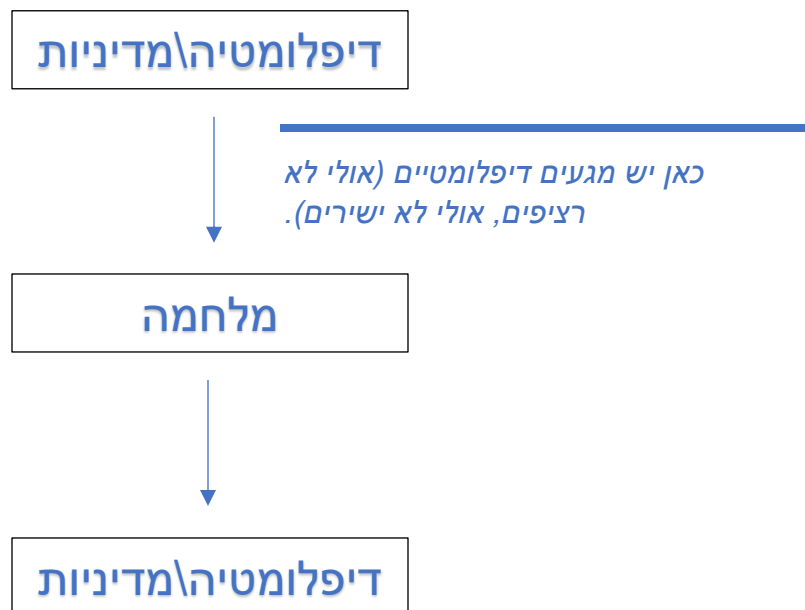 דיפלומטיה\מדיניות
כאן יש מגעים דיפלומטיים (אולי לא
רציפים, אולי לא ישירים).
מלחמה
דיפלומטיה\מדיניות